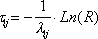 τᵢⱼ = -1/λᵢⱼ · Ln(R)